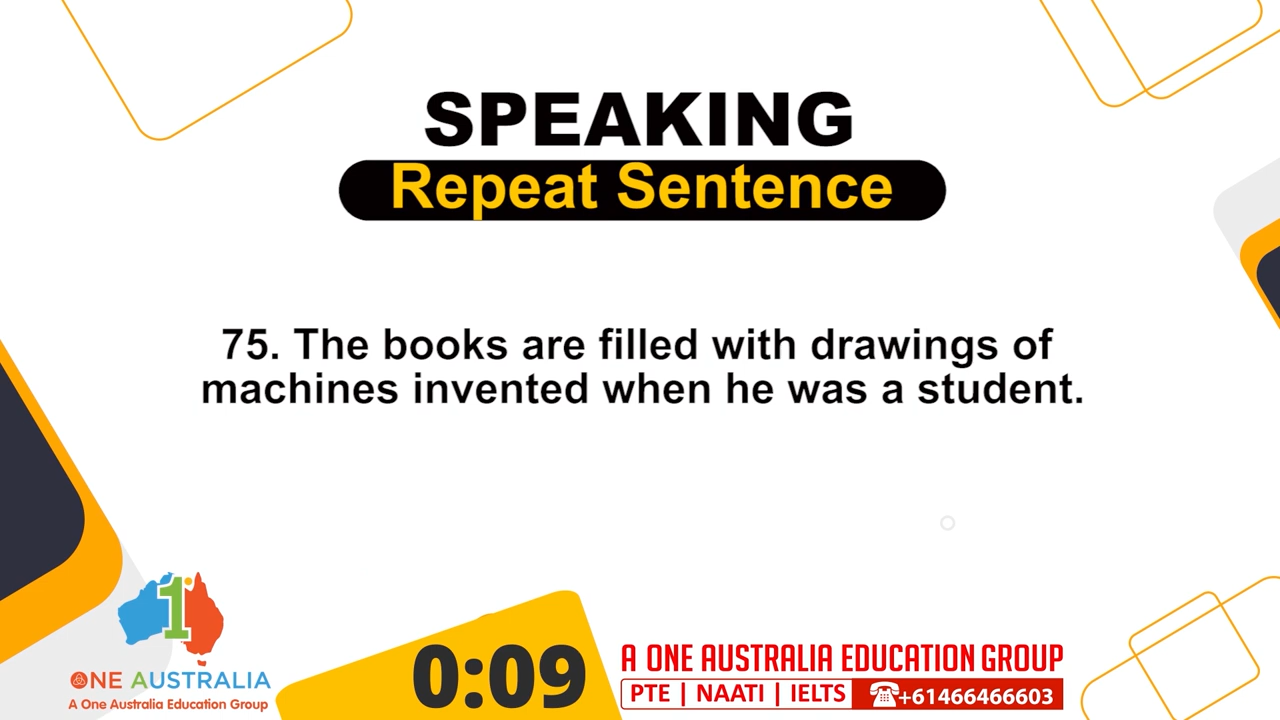 SPEAKING
Repeat Sentence
75. The books are filled with drawings of
machines invented when he was a student.
1
ONE AUSTRALIA
A One Australia Education Group
0:09
A ONE AUSTRALIA EDUCATION GROUP
PTE | NAATI | IELTS ☎+61466466603